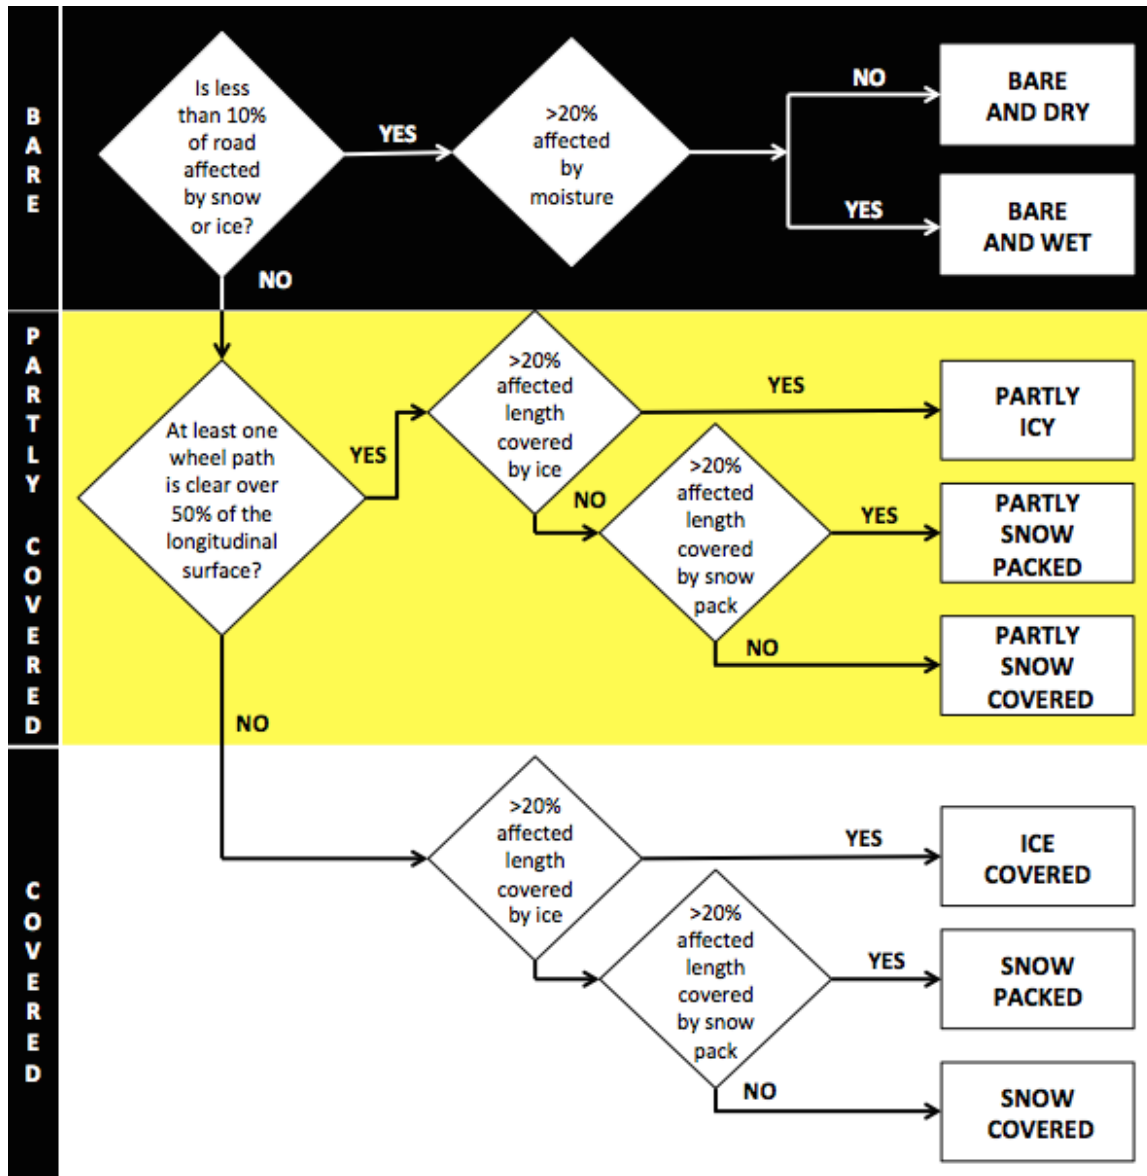 BARE
Is less
than 10%
of road
affected
by snow
or ice?
YES
>20%
affected
by
moisture
NO
BARE
AND DRY
YES
BARE
AND WET
NO
PARTLY COVERED
At least one
wheel path
is clear over
50% of the
longitudinal
surface?
YES
>20%
affected
length
covered
by ice
YES
PARTLY
ICY
NO
>20%
affected
length
covered
by snow
pack
YES
PARTLY
SNOW
PACKED
NO
PARTLY
SNOW
COVERED
NO
COVERED
>20%
affected
length
covered
by ice
YES
ICE
COVERED
>20%
affected
length
covered
by snow
pack
YES
SNOW
PACKED
NO
SNOW
COVERED